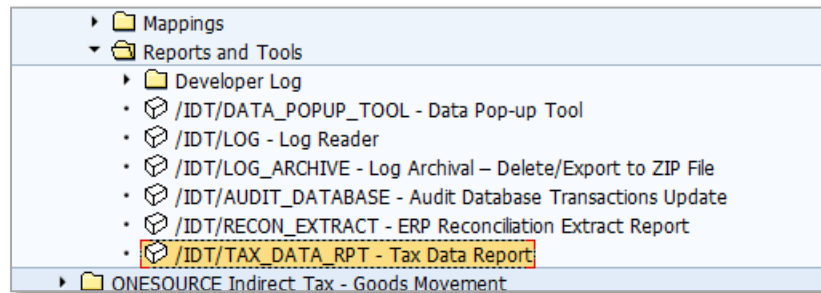 Mappings
Reports and Tools
Developer Log
/IDT/DATA_POPUP_TOOL - Data Pop-up Tool
/IDT/LOG - Log Reader
/IDT/LOG_ARCHIVE - Log Archival – Delete/Export to ZIP File
/IDT/AUDIT_DATABASE - Audit Database Transactions Update
/IDT/RECON_EXTRACT - ERP Reconciliation Extract Report
/IDT/TAX_DATA_RPT - Tax Data Report
ONESOURCE Indirect Tax - Goods Movement